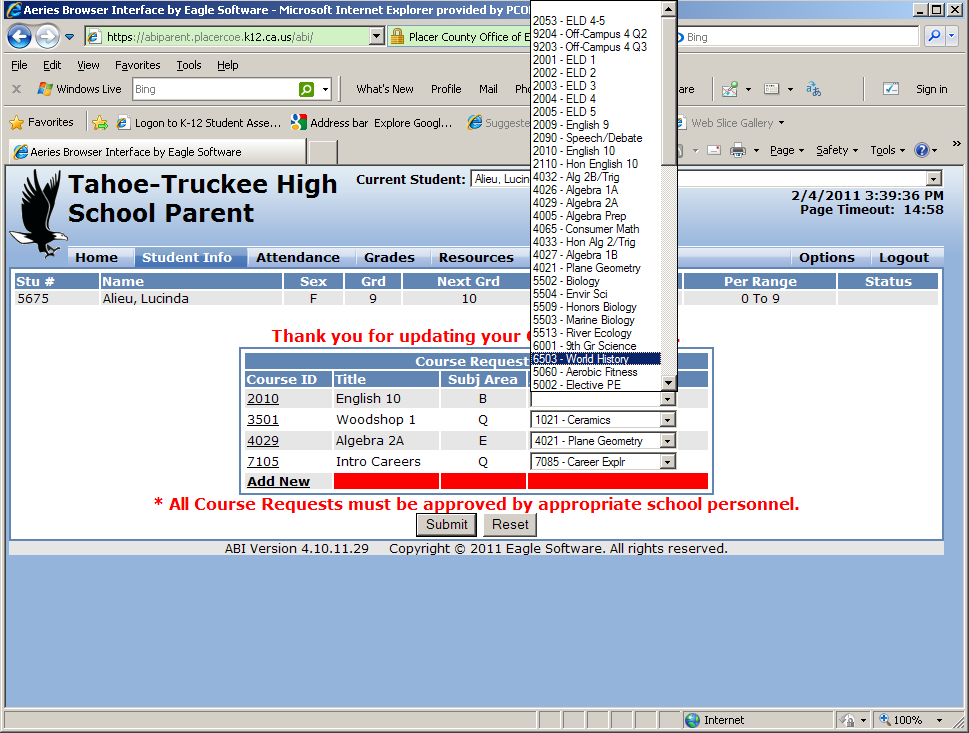 Aeries Browser Interface by Eagle Software - Microsoft Internet Explorer provided by PCO
https://abiparent.placercoe.k12.ca.us/abi/
Placer County Office of E
Bing
File Edit View Favorites Tools Help
Windows Live
Bing
What's New Profile Mail Pho
are
Sign in
Favorites
Logon to K-12 Student Asse...
Address bar Explore Googl...
Suggeste
Web Slice Gallery
Aeries Browser Interface by Eagle Software
Page Safety Tools
Tahoe-Truckee High
School Parent
Current Student: Alieu, Lucin
2/4/2011 3:39:36 PM
Page Timeout: 14:58
Home Student Info Attendance Grades Resources Options Logout
Stu # Name Sex Grd Next Grd Per Range Status
5675 Alieu, Lucinda F 9 10 0 To 9
Thank you for updating your
Course Request
Course ID Title Subj Area
2010 English 10 B
3501 Woodshop 1 Q 1021 - Ceramics
4029 Algebra 2A E 4021 - Plane Geometry
7105 Intro Careers Q 7085 - Career Explr
Add New
2053 - ELD 4-5
9204 - Off-Campus 4 Q2
9203 - Off-Campus 4 Q3
2001 - ELD 1
2002 - ELD 2
2003 - ELD 3
2004 - ELD 4
2005 - ELD 5
2009 - English 9
2090 - Speech/Debate
2010 - English 10
2110 - Hon English 10
4032 - Alg 2B/Trig
4026 - Algebra 1A
4029 - Algebra 2A
4005 - Algebra Prep
4065 - Consumer Math
4033 - Hon Alg 2/Trig
4027 - Algebra 1B
4021 - Plane Geometry
5502 - Biology
5504 - Envir Sci
5509 - Honors Biology
5503 - Marine Biology
5513 - River Ecology
6001 - 9th Gr Science
6503 - World History
5060 - Aerobic Fitness
5002 - Elective PE
* All Course Requests must be approved by appropriate school personnel.
Submit Reset
ABI Version 4.10.11.29 Copyright © 2011 Eagle Software. All rights reserved.
Internet
100%